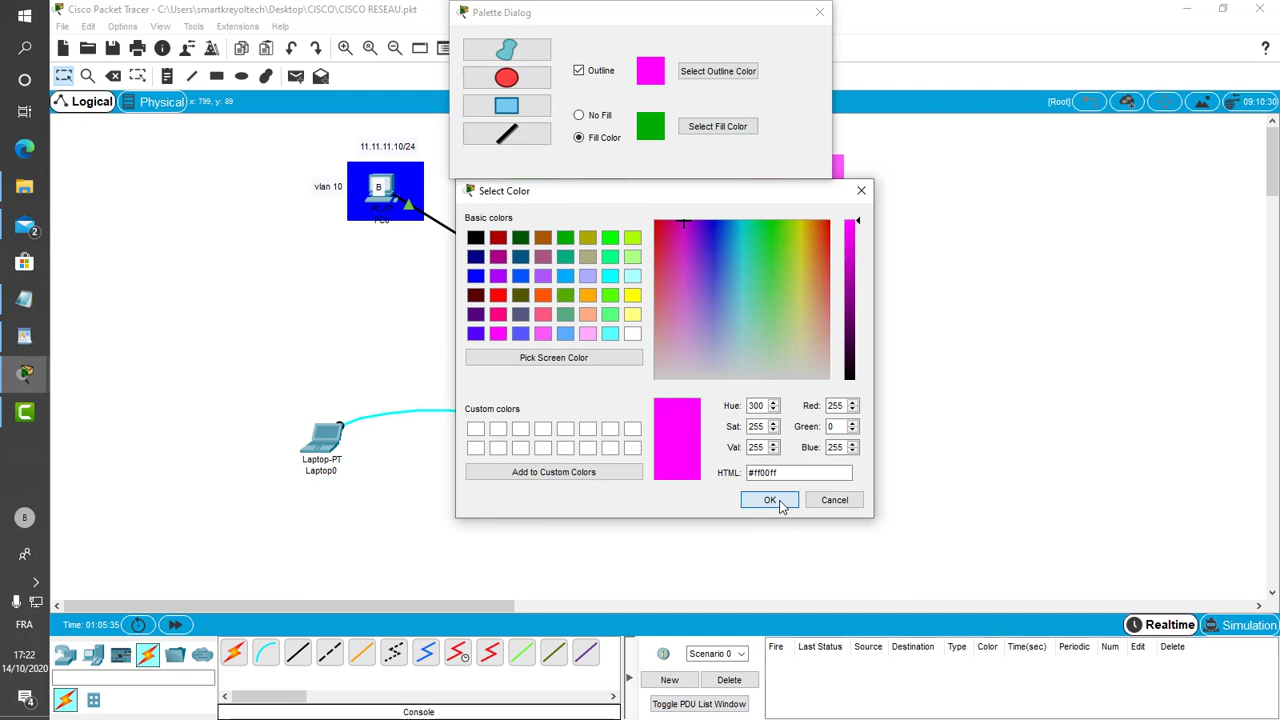 Cisco Packet Tracer - C:\Users\smartkreyoltech\Desktop\CISCO\CISCO RESEAU.pkt
File Edit Options View Tools Extensions Help
Logical Physical x: 799, y: 89
[Root] 09:10:30
Palette Dialog
Outline
Select Outline Color
No Fill
Fill Color
Select Fill Color
11.11.11.10/24
vlan 10
B
PC0
Select Color
Basic colors
Pick Screen Color
Custom colors
Add to Custom Colors
Hue: 300 Red: 255
Sat: 255 Green: 0
Val: 255 Blue: 255
HTML: #ff00ff
OK Cancel
Laptop-PT
Laptop0
Time: 01:05:35
Realtime Simulation
Scenario 0
New Delete
Toggle PDU List Window
Fire Last Status Source Destination Type Color Time(sec) Periodic Num Edit Delete
Console
2
B
FRA
17:22
14/10/2020
4